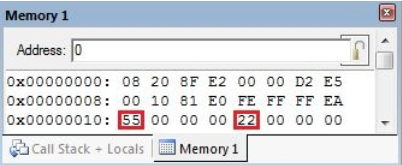 Memory 1
Address: 0
0x00000000: 08 20 8F E2 00 00 D2 E5
0x00000008: 00 10 81 E0 FE FF FF EA
0x00000010: 55 00 00 00 22 00 00 00
Call Stack + Locals Memory 1